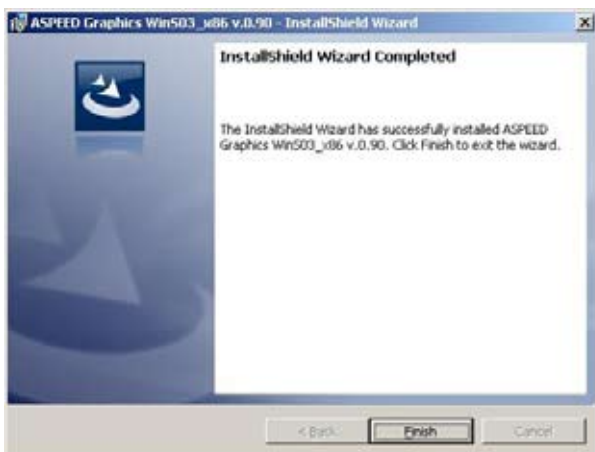 ASPEED Graphics WinS03_x86 v.0.90 - InstallShield Wizard
InstallShield Wizard Completed
The InstallShield Wizard has successfully installed ASPEED
Graphics WinS03_x86 v.0.90. Click Finish to exit the wizard.
< Back
Finish
Cancel